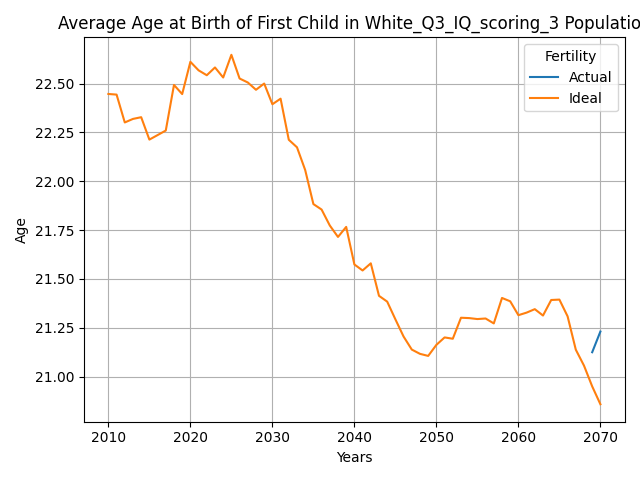 Average Age at Birth of First Child in White_Q3_IQ_scoring_3 Populatio
Fertility
Actual
Ideal
22.50
22.25
22.00
21.75
21.50
21.25
21.00
Age
2010 2020 2030 2040 2050 2060 2070
Years